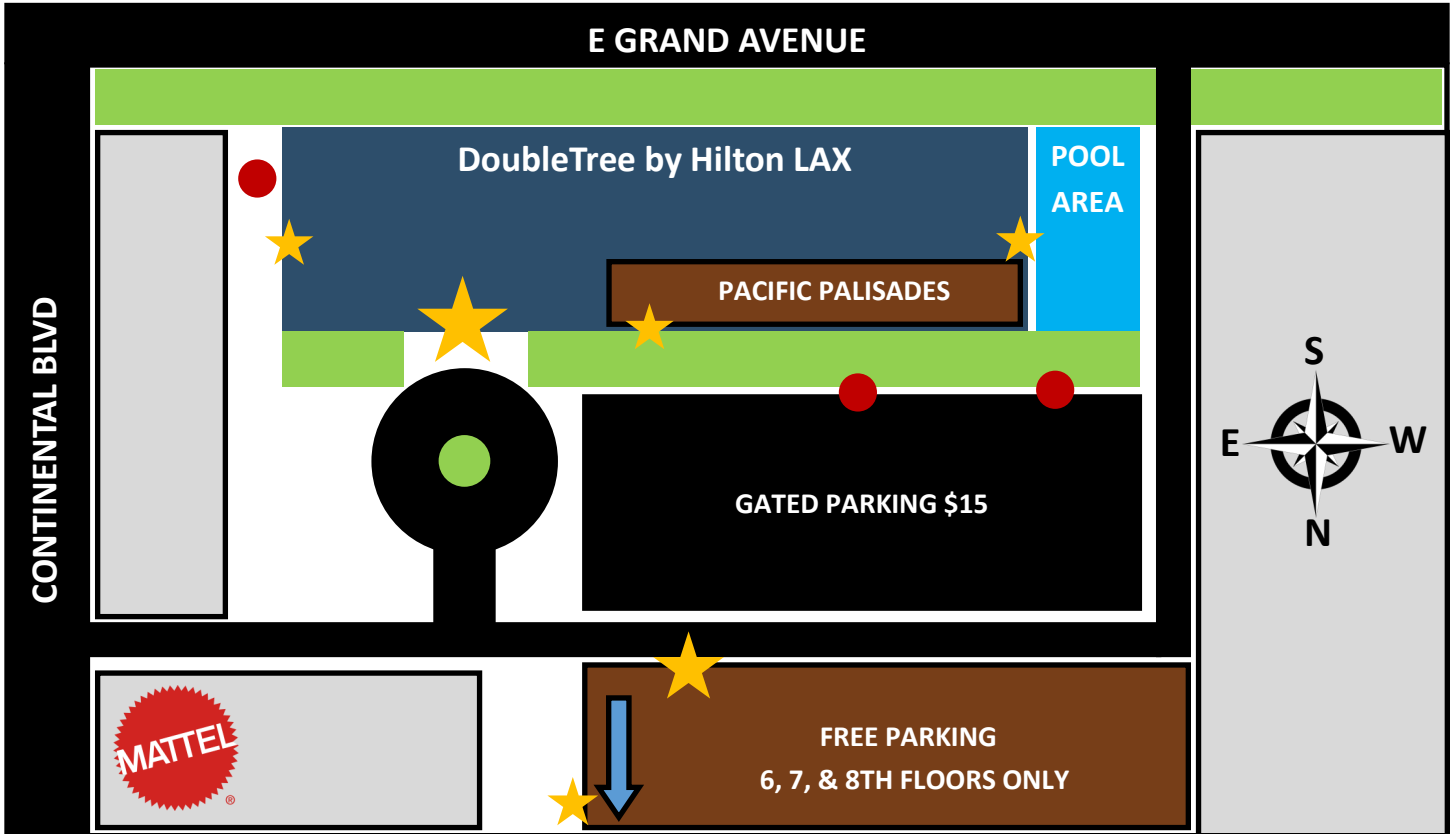 E GRAND AVENUE
DoubleTree by Hilton LAX
POOL
AREA
PACIFIC PALISADES
CONTINENTAL BLVD
S
E
W
N
GATED PARKING $15
MATTEL
®
FREE PARKING
6, 7, & 8TH FLOORS ONLY